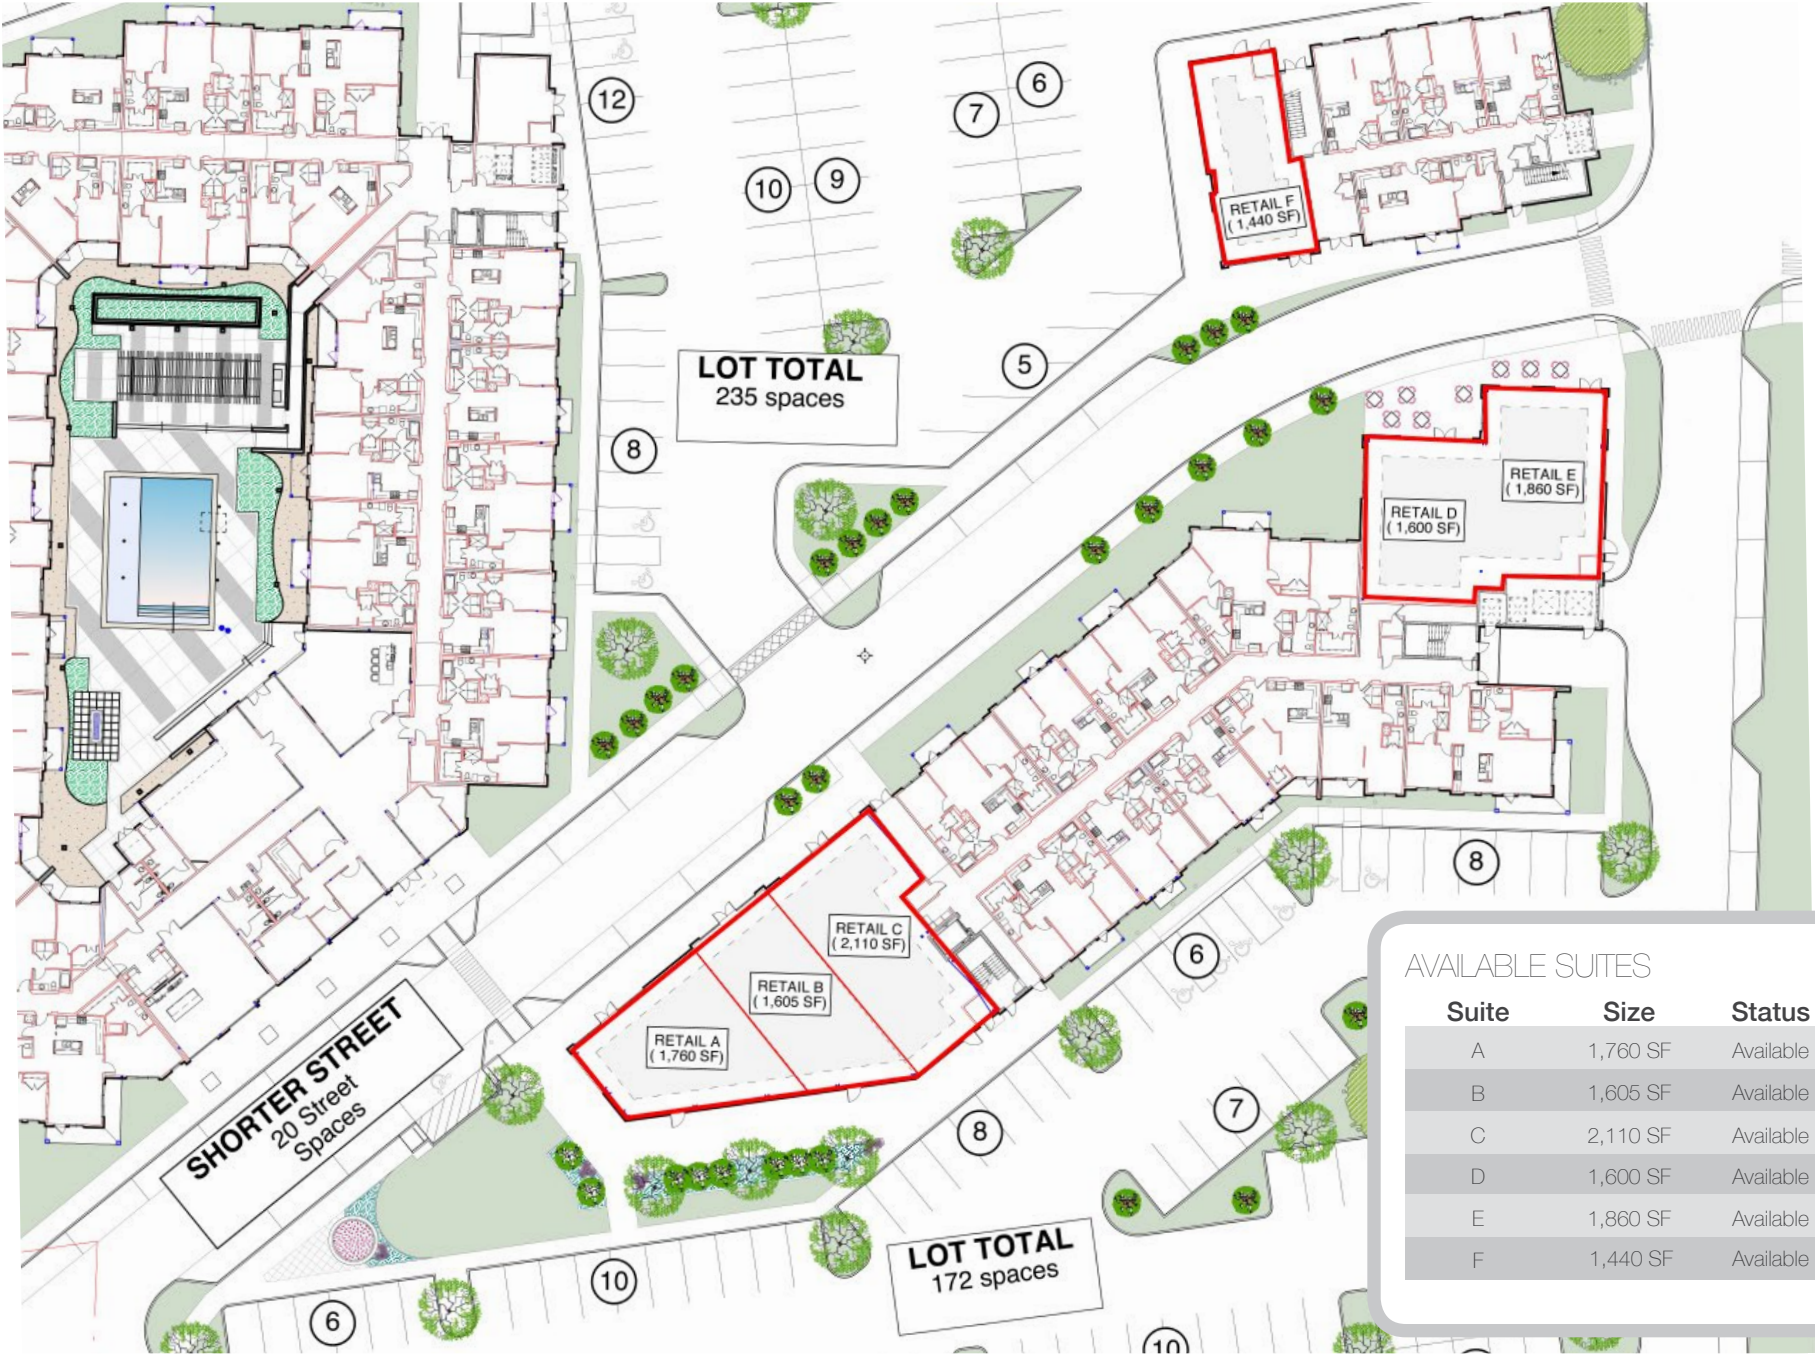 12
7
6
10
9
RETAIL F
( 1,440 SF)
LOT TOTAL
235 spaces
5
8
RETAIL E
( 1,860 SF)
RETAIL D
( 1,600 SF)
8
RETAIL C
( 2,110 SF)
6
RETAIL B
( 1,605 SF)
RETAIL A
( 1,760 SF)
SHORTER STREET
20 Street
Spaces
8
7
LOT TOTAL
172 spaces
10
6
10
AVAILABLE SUITES
Suite Size Status
A 1,760 SF Available
B 1,605 SF Available
C 2,110 SF Available
D 1,600 SF Available
E 1,860 SF Available
F 1,440 SF Available